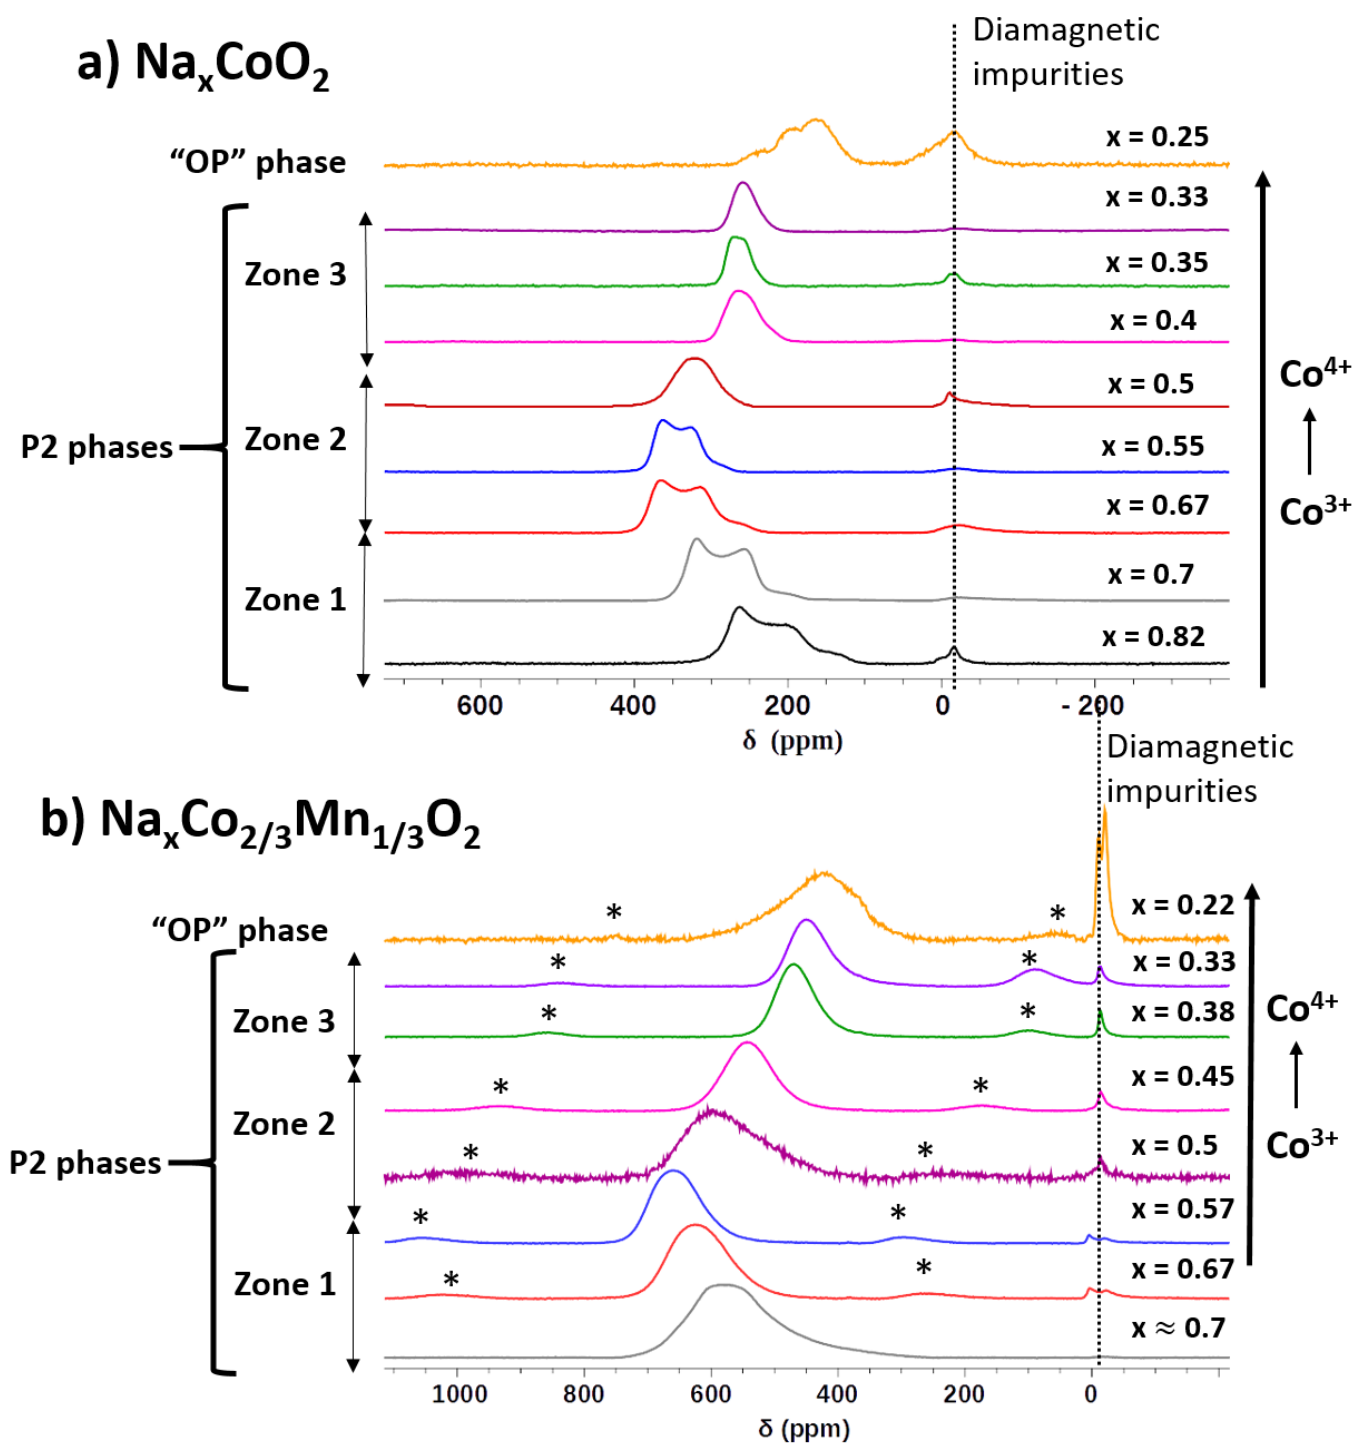 a) NaₓCoO₂
Diamagnetic
impurities
"OP" phase
x = 0.25
x = 0.33
Zone 3
x = 0.35
x = 0.4
x = 0.5
Co⁴⁺
P2 phases
Zone 2
x = 0.55
x = 0.67
Co³⁺
Zone 1
x = 0.7
x = 0.82
600 400 200 0 - 200
δ (ppm)
Diamagnetic
impurities
b) NaₓCo₂/₃Mn₁/₃O₂
"OP" phase
* *
x = 0.22
* *
x = 0.33
Zone 3
* *
x = 0.38
Co⁴⁺
* *
x = 0.45
Zone 2
* *
x = 0.5
Co³⁺
P2 phases
* *
x = 0.57
* *
x = 0.67
Zone 1
x ≈ 0.7
1000 800 600 400 200 0
δ (ppm)